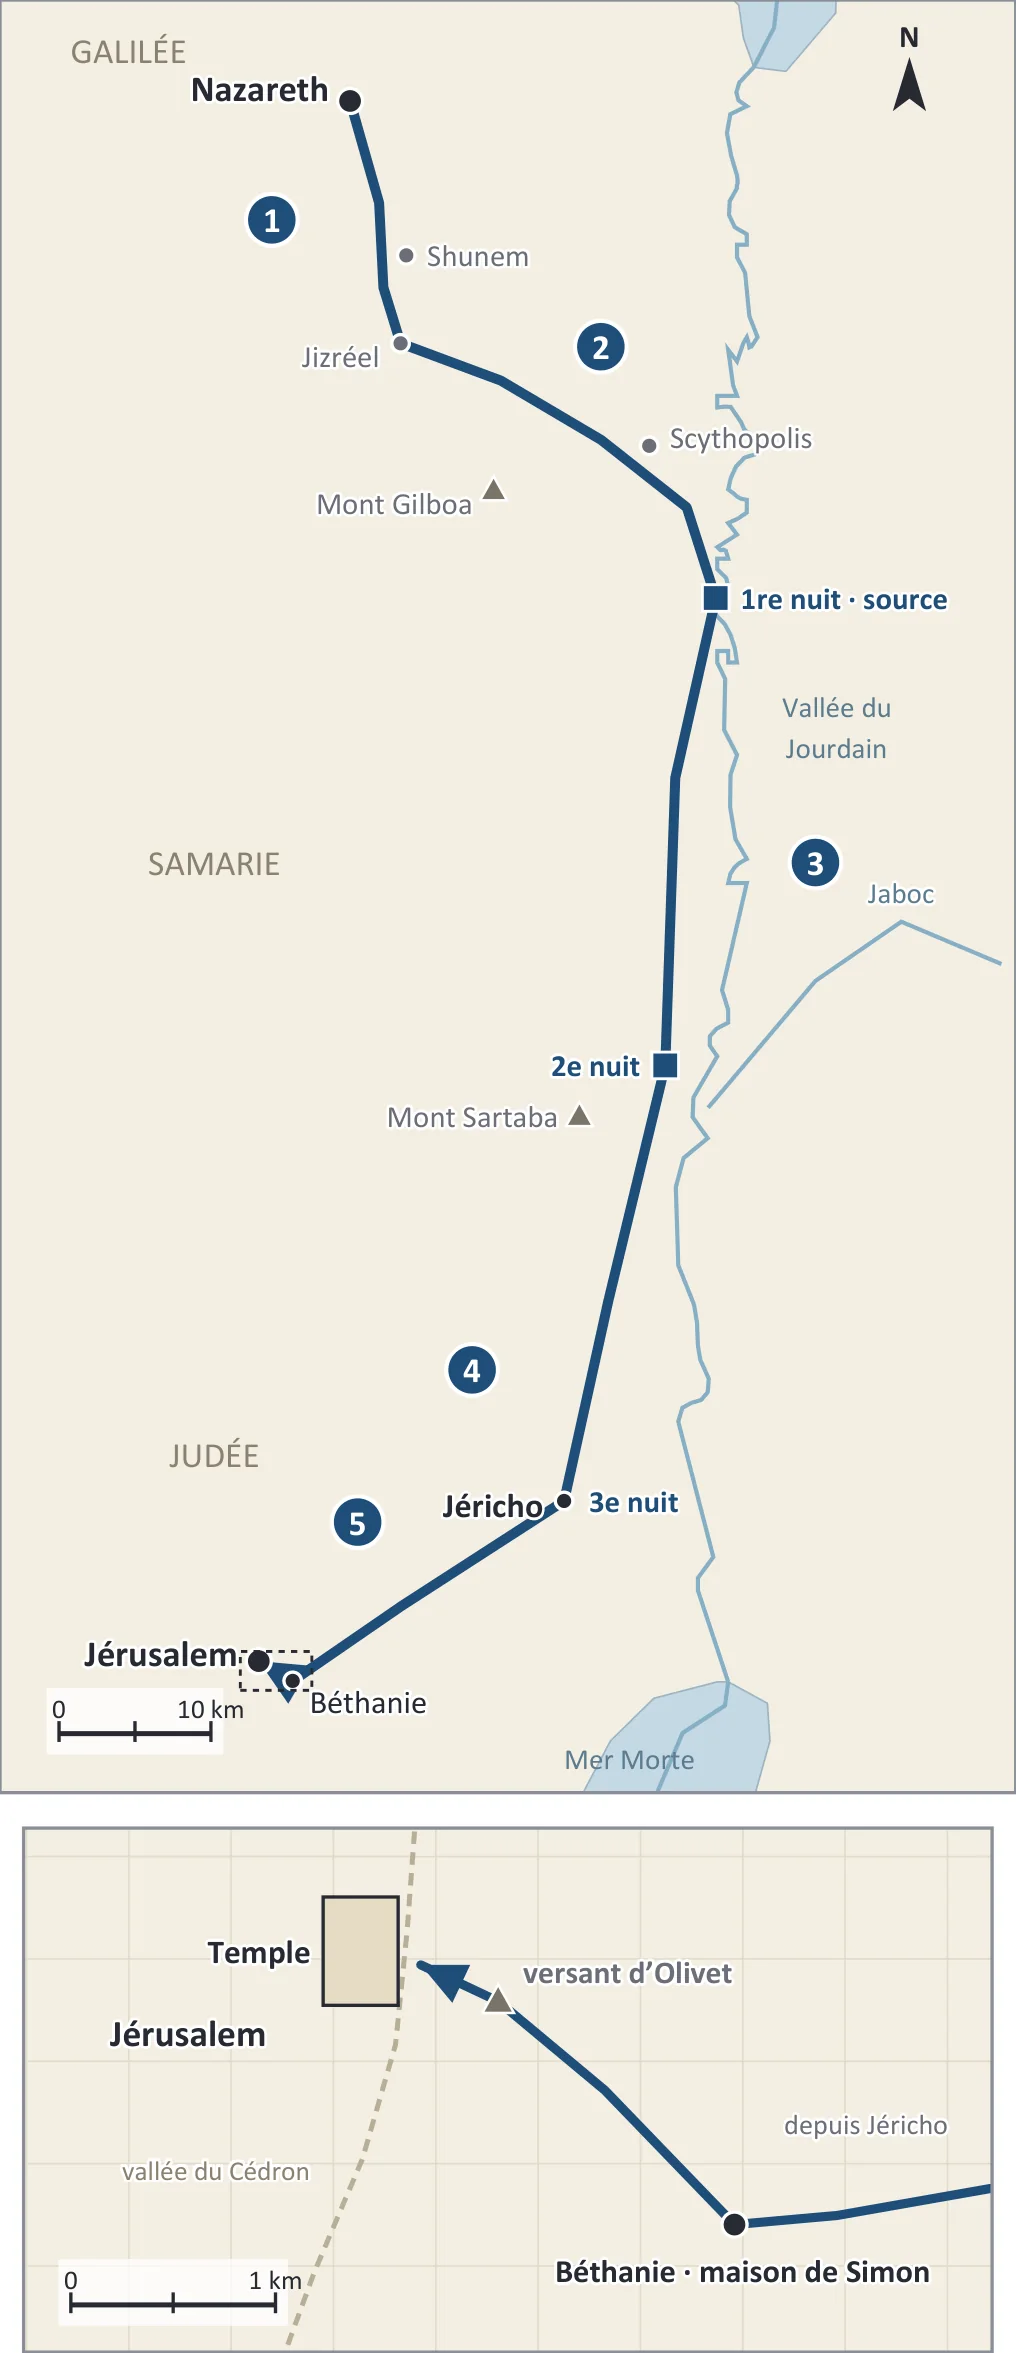 GALILÉE
N
Nazareth
1
Shunem
2
Jizréel
Scythopolis
Mont Gilboa
1re nuit · source
Vallée du
Jourdain
SAMARIE
3
Jaboc
2e nuit
Mont Sartaba
4
JUDÉE
Jéricho
3e nuit
5
Jérusalem
Béthanie
0 10 km
Mer Morte
Temple
versant d’Olivet
Jérusalem
depuis Jéricho
vallée du Cédron
Béthanie · maison de Simon
0 1 km